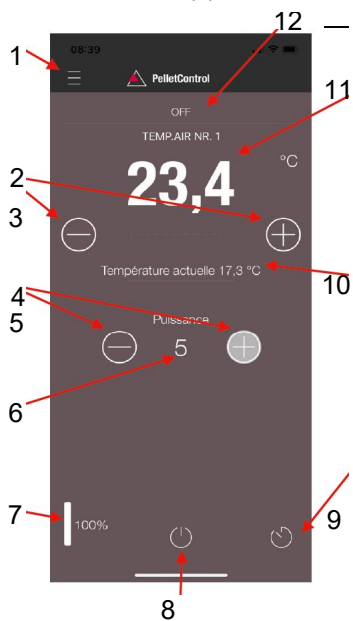 12
1
08:39
PelletControl
11
OFF
TEMP.AIR NR. 1
23,4
°C
2
3
Température actuelle 17,3 °C
10
4
Puissance
5
5
6
7
100%
9
8